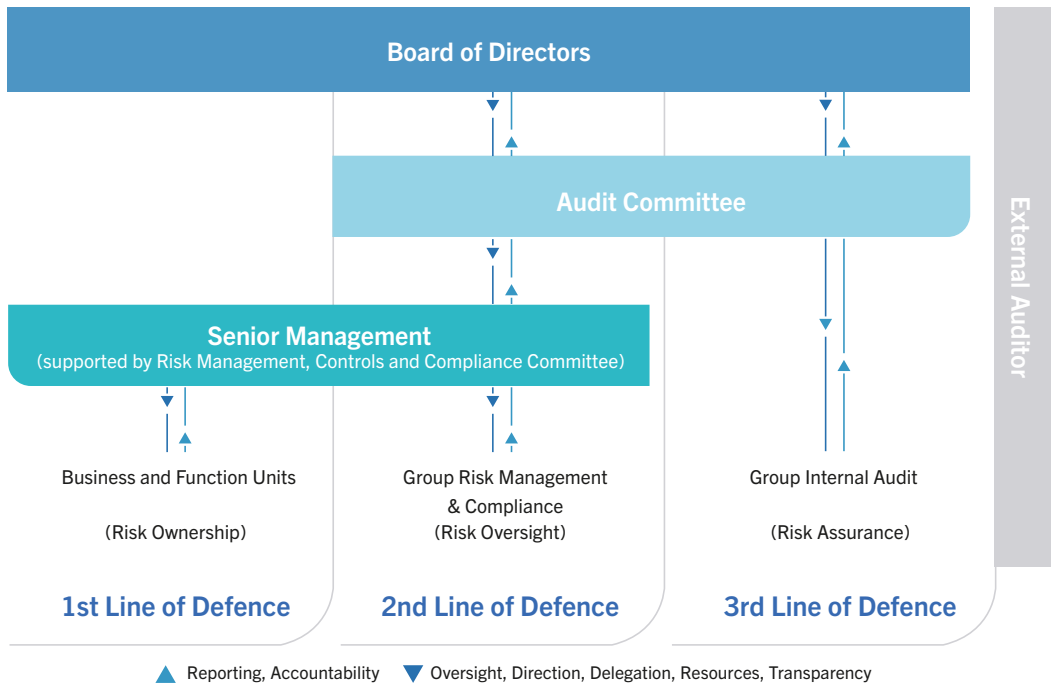 Board of Directors
Audit Committee
External Auditor
Senior Management
(supported by Risk Management, Controls and Compliance Committee)
Business and Function Units
(Risk Ownership)
1st Line of Defence
Group Risk Management
& Compliance
(Risk Oversight)
2nd Line of Defence
Group Internal Audit
(Risk Assurance)
3rd Line of Defence
Reporting, Accountability
Oversight, Direction, Delegation, Resources, Transparency